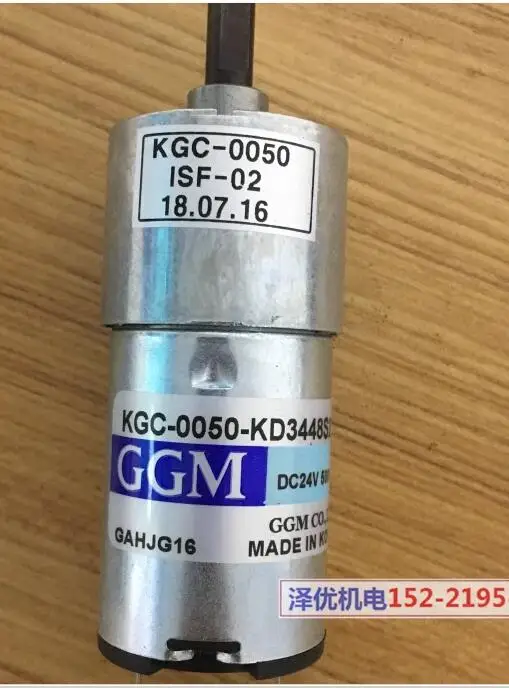 KGC-0050
ISF-02
18.07.16
KGC-0050-KD3448S
GGM
DC24V
GGM CO.,
GAHJG16
MADE IN KO
泽优机电152-2195